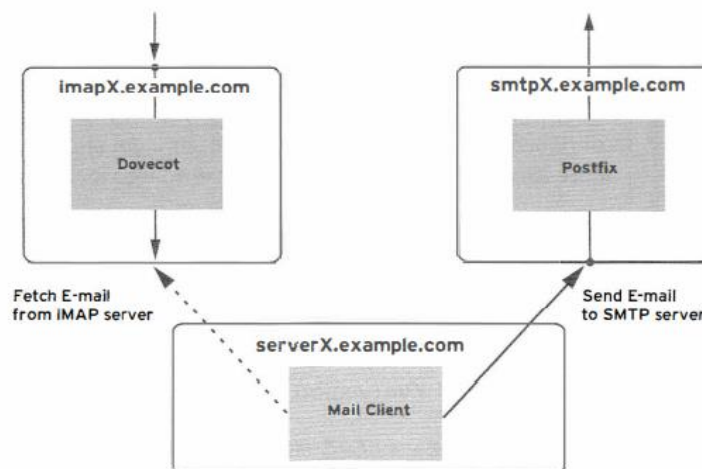 imapX.example.com
Dovecot
smtpX.example.com
Postfix
Fetch E-mail
from IMAP server
Send E-mail
to SMTP server
serverX.example.com
Mail Client